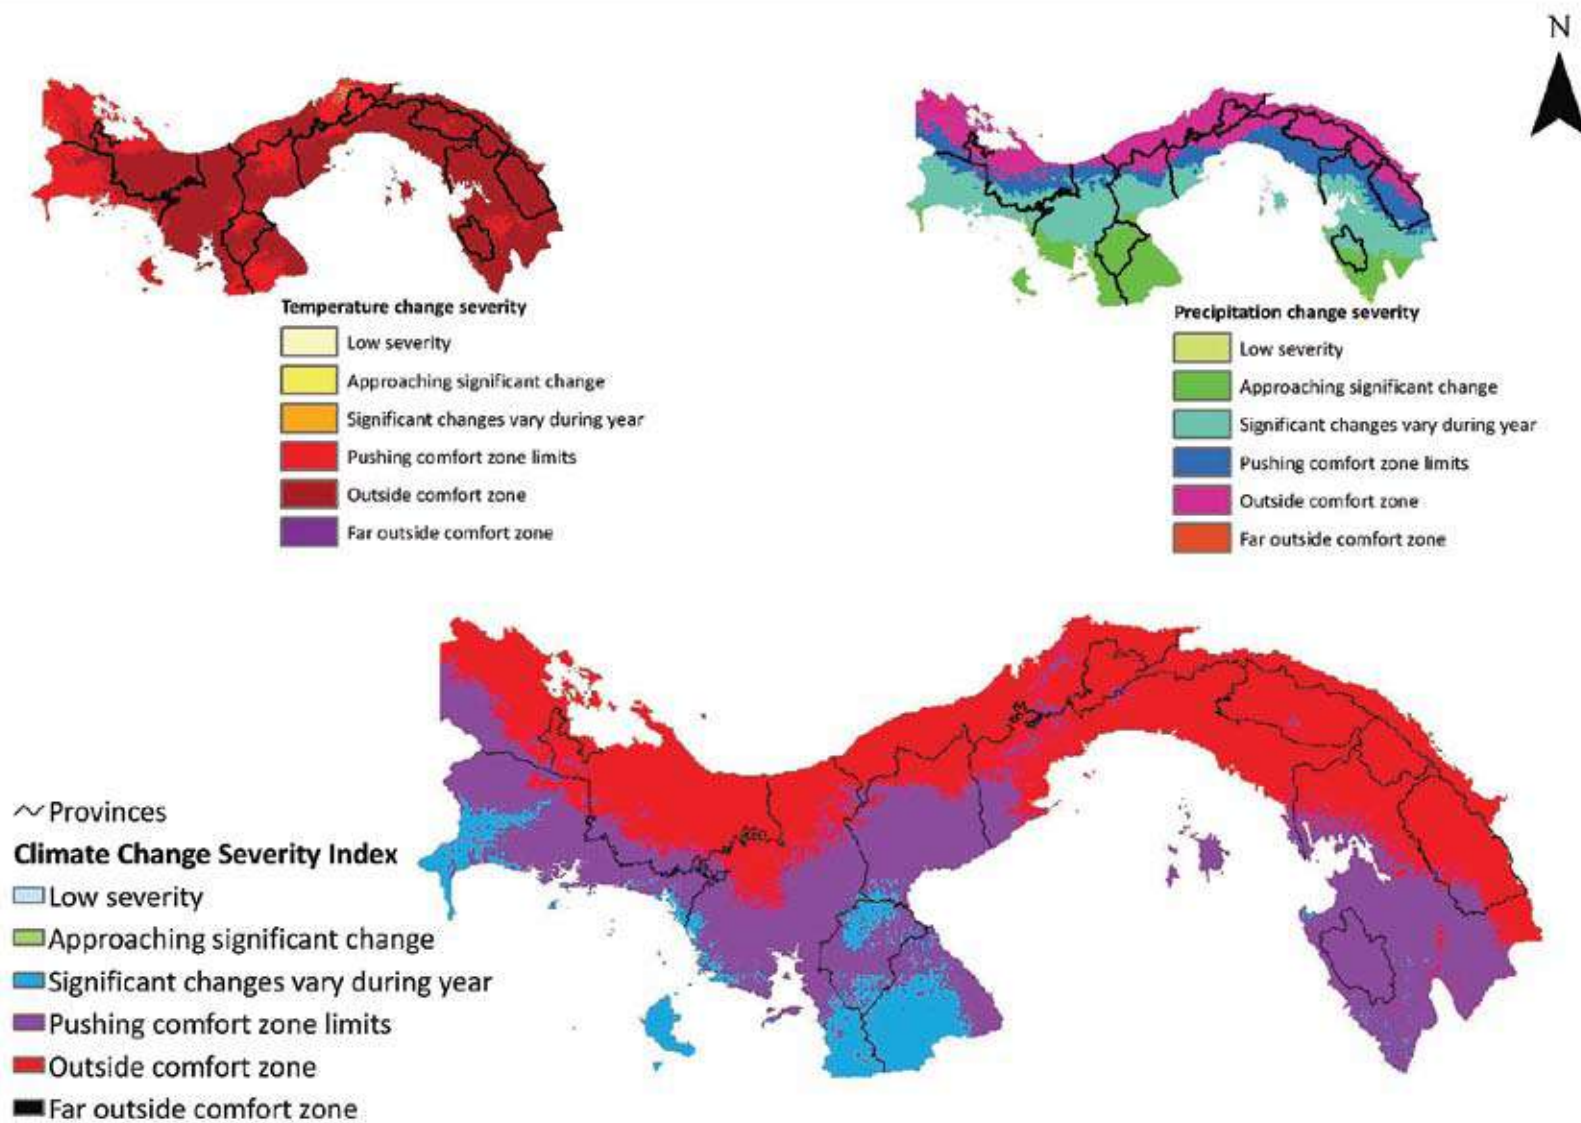 N
Temperature change severity
Low severity
Approaching significant change
Significant changes vary during year
Pushing comfort zone limits
Outside comfort zone
Far outside comfort zone
Precipitation change severity
Low severity
Approaching significant change
Significant changes vary during year
Pushing comfort zone limits
Outside comfort zone
Far outside comfort zone
Provinces
Climate Change Severity Index
Low severity
Approaching significant change
Significant changes vary during year
Pushing comfort zone limits
Outside comfort zone
Far outside comfort zone